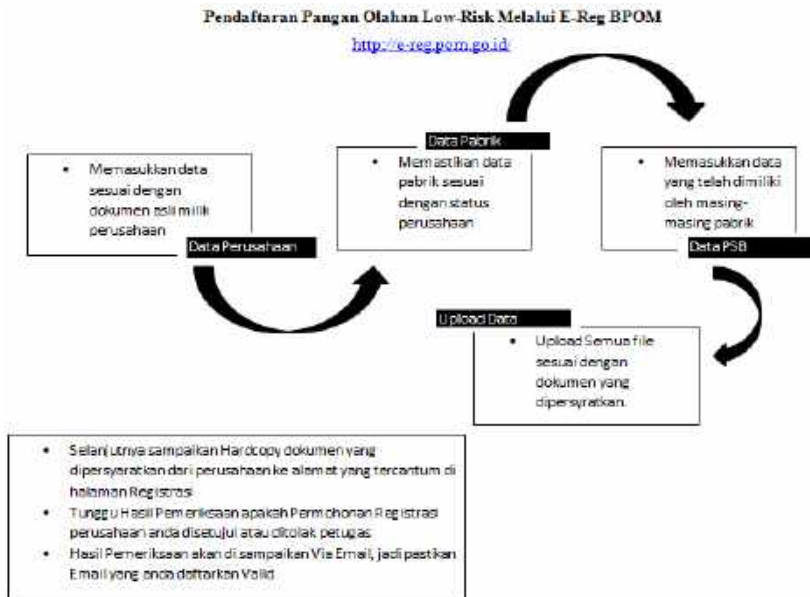 Pendaftaran Pangan Olahan Low-Risk Melalui E-Reg BPOM
http://e-reg.pom.go.id/
• Memasukkan data
sesuai dengan
dokumen asli milik
perusahaan
Data Perusahaan
Data Pabrik
• Memastikan data
pabrik sesuai
dengan status
perusahaan
• Memasukkan data
yang telah dimiliki
oleh masing-
masing pabrik
Data PSB
Upload Data
• Upload Semua file
sesuai dengan
dokumen yang
dipersyratkan.
• Selanjutnya sampaikan Hardcopy dokumen yang
dipersyaratkan dari perusahaan ke alamat yang tercantum di
halaman Registrasi
• Tunggu Hasil Pemeriksaan apakah Permohonan Registrasi
perusahaan anda disetujui atau ditolak petugas
• Hasil Pemeriksaan akan di sampaikan Via Email, jadi pastikan
Email yang anda daftarkan Valid